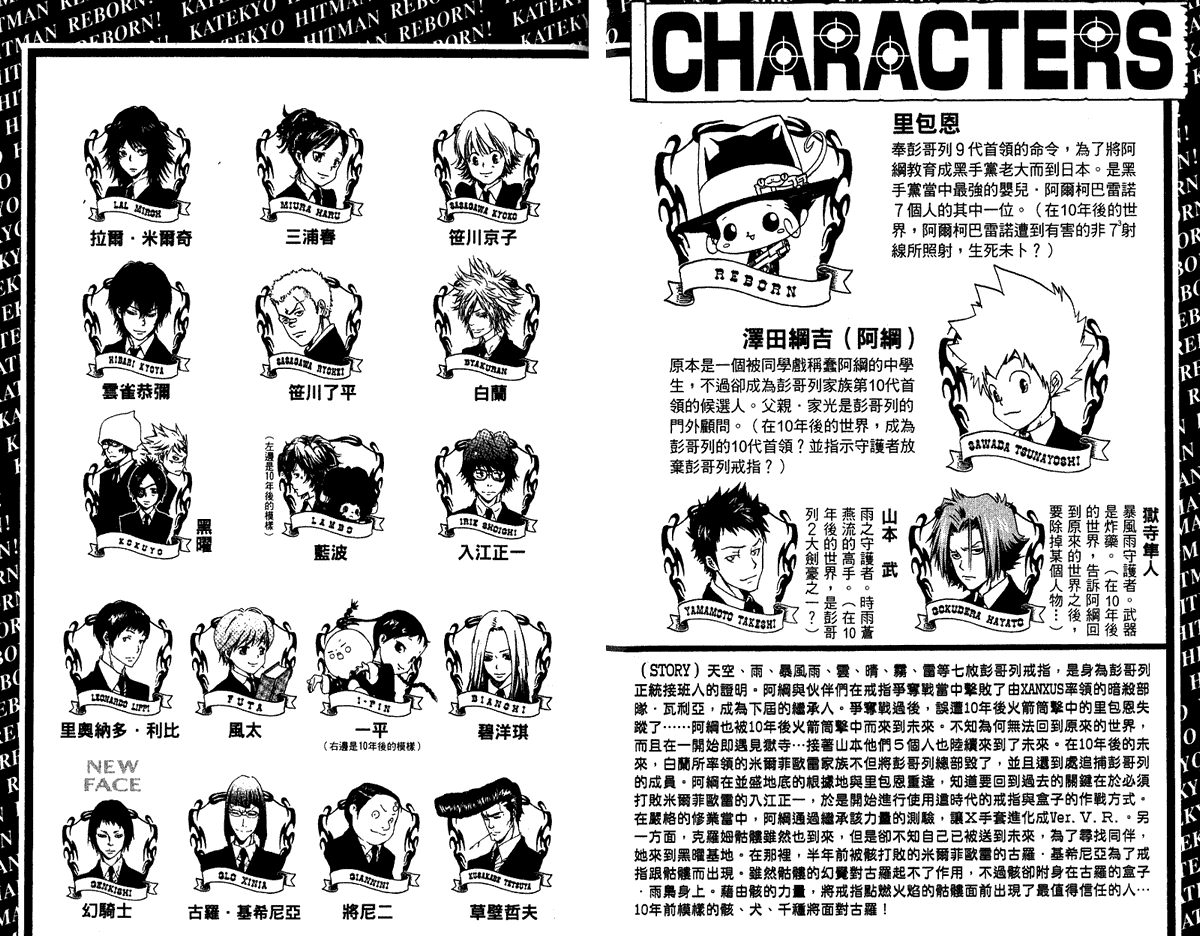 KATEKYO HITMAN REBORN!
CHARACTERS
REBORN
里包恩
奉彭哥列9代首領的命令，為了將阿
綱教育成黑手黨老大而到日本。是黑
手黨當中最強的嬰兒．阿爾柯巴雷諾
7個人的其中一位。（在10年後的世
界，阿爾柯巴雷諾遭到有害的非7³射
線所照射，生死未卜？）
澤田綱吉（阿綱）
原本是一個被同學戲稱蠢阿綱的中學
生，不過卻成為彭哥列家族第10代首
領的候選人。父親．家光是彭哥列的
門外顧問。（在10年後的世界，成為
彭哥列的10代首領？並指示守護者放
棄彭哥列戒指？）
SAWADA TSUNAYOSHI
獄寺隼人
暴風雨守護者。武器
是炸藥。（在10年後
的世界，告訴阿綱回
到原來的世界之後，
要除掉某個人物…）
GOKUDERA HAYATO
山本 武
雨之守護者。時雨蒼
燕流的高手。（在10
年後的世界，是彭哥
列2大劍豪之一？）
YAMAMOTO TAKESHI
（STORY）天空、雨、暴風雨、雲、晴、霧、雷等七枚彭哥列戒指，是身為彭哥列
正統接班人的證明。阿綱與伙伴們在戒指爭奪戰當中擊敗了由XANXUS率領的暗殺部
隊．瓦利亞，成為下屆的繼承人。爭奪戰過後，誤遭10年後火箭筒擊中的里包恩失
蹤了……阿綱也被10年後火箭筒擊中而來到未來。不知為何無法回到原來的世界，
而且在一開始即遇見獄寺…接著山本他們5個人也陸續來到了未來。在10年後的未
來，白蘭所率領的米爾菲歐雷家族不但將彭哥列總部毀了，並且還到處追捕彭哥列
的成員。阿綱在並盛地底的根據地與里包恩重逢，知道要回到過去的關鍵在於必須
打敗米爾菲歐雷的入江正一，於是開始進行使用這時代的戒指與盒子的作戰方式。
在嚴格的修業當中，阿綱通過繼承該力量的測驗，讓X手套進化成Ver.V.R.。另
一方面，克羅姆骷髏雖然也到來，但是卻不知自己已被送到未來，為了尋找同伴，
她來到黑曜基地。在那裡，半年前被骸打敗的米爾菲歐雷的古羅．基希尼亞為了戒
指跟骷髏而出現。雖然骷髏的幻覺對古羅起不了作用，不過骸卻附身在古羅的盒子
．雨梟身上。藉由骸的力量，將戒指點燃火焰的骷髏面前出現了最值得信任的人…
10年前模樣的骸、犬、千種將面對古羅！
SASAGAWA KYOKO
笹川京子
MIURA HARU
三浦春
LAL MIRCH
拉爾．米爾奇
BYAKURAN
白蘭
SASAGAWA RYOHEI
笹川了平
HIBARI KYOYA
雲雀恭彌
IRIE SHOICHI
入江正一
LAMBO
藍波
（左邊是10年後的模樣）
KOKUYO
黑曜
BIANCHI
碧洋琪
I-PIN
一平
（右邊是10年後的模樣）
FUTA
風太
LEONARDO LIPPI
里奧納多．利比
KUSAKABE TETSUYA
草壁哲夫
GIANNINI
將尼二
GLO XINIA
古羅．基希尼亞
NEW
FACE
GENKISHI
幻騎士